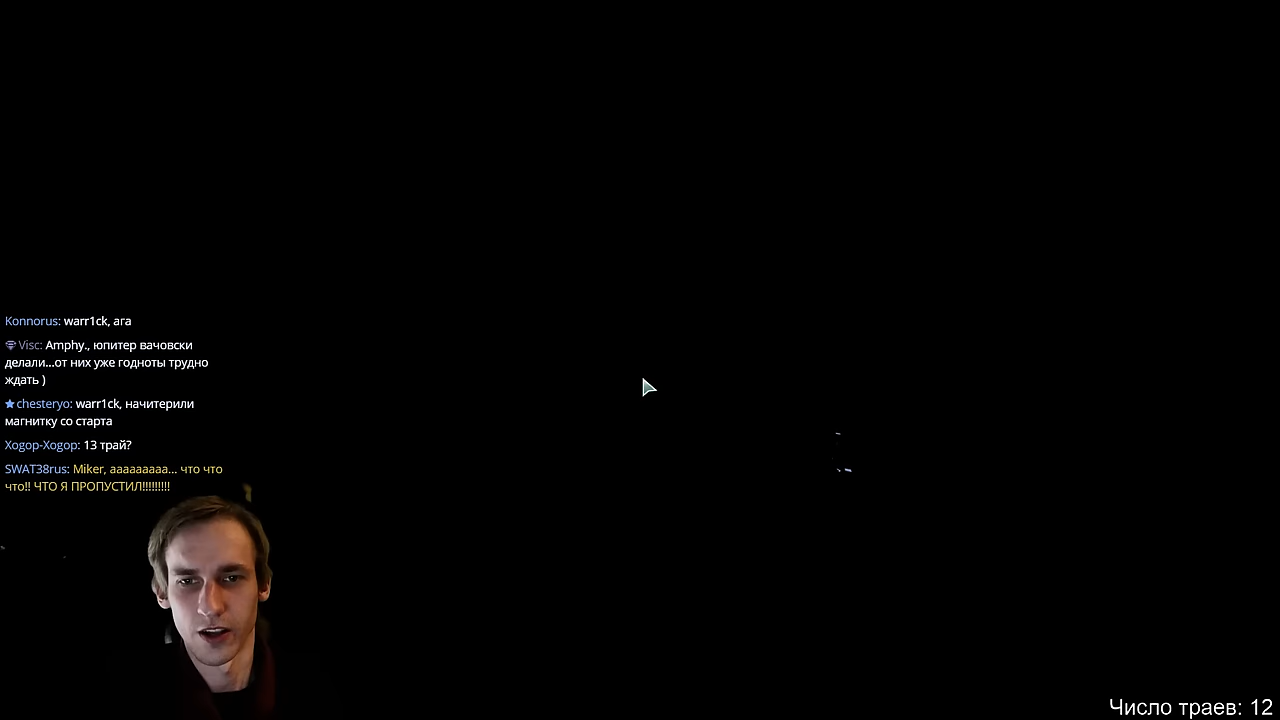 Konnorus: warr1ck, ага
Visc: Amphy., юпитер вачовски
делали...от них уже годноты трудно
ждать )
chesteryo: warr1ck, начитерили
магнитку со старта
Xogop-Xogop: 13 трай?
SWAT38rus: Miker, ааааааааа... что что
что!! ЧТО Я ПРОПУСТИЛ!!!!!!!!!
Число траев: 12